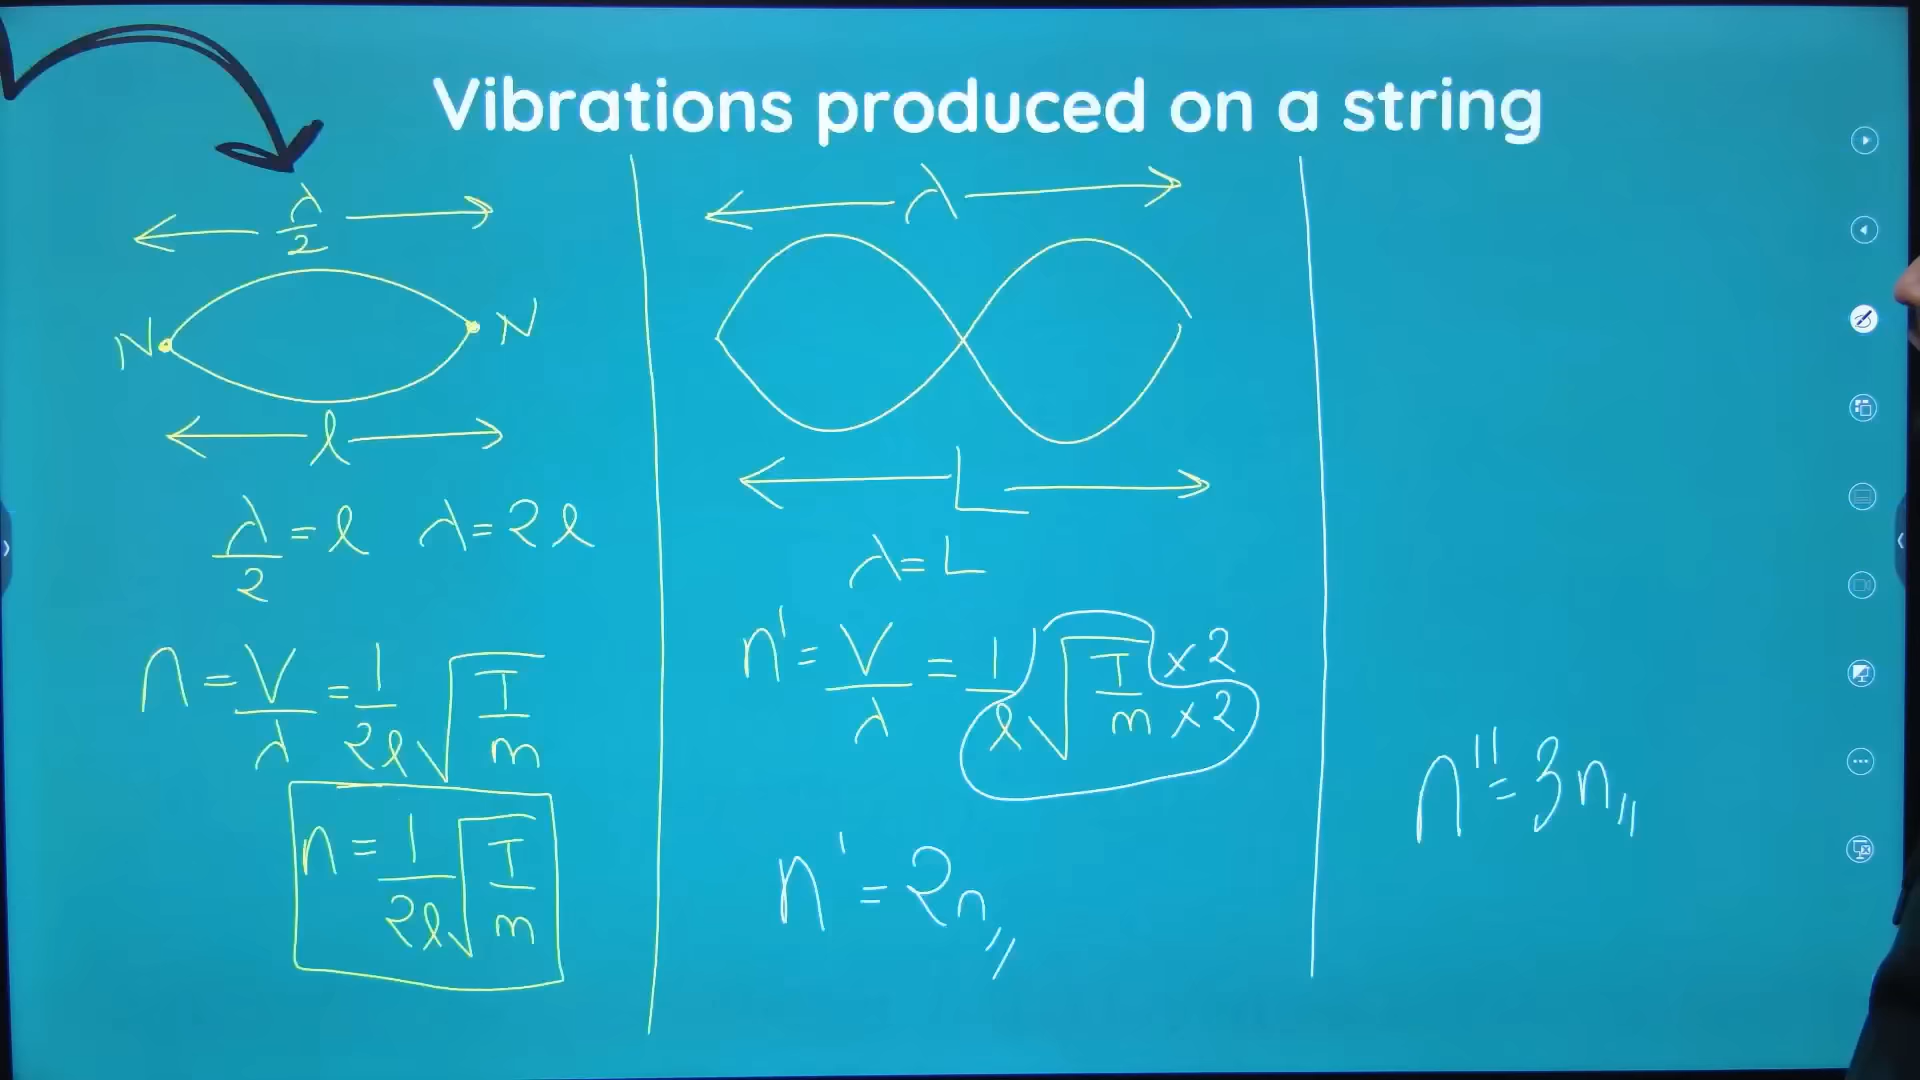 Vibrations produced on a string
λ/2
N N
l
λ/2 = l λ = 2l
n = V/λ = 1/2l √T/m
n = 1/2l √T/m
λ
L
λ = L
n' = V/λ = 1/l √T/m × 2 × 2
n' = 2n//
n'' = 3n//